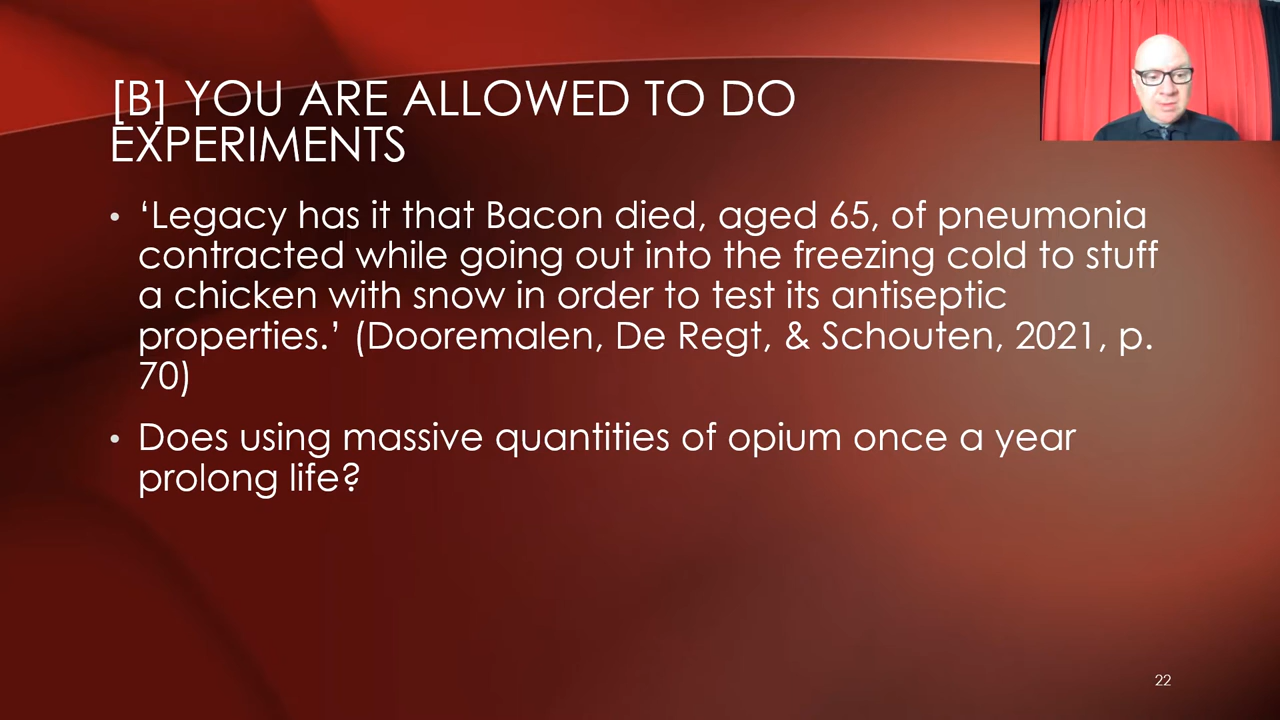 [B] YOU ARE ALLOWED TO DO
EXPERIMENTS
• ‘Legacy has it that Bacon died, aged 65, of pneumonia
contracted while going out into the freezing cold to stuff
a chicken with snow in order to test its antiseptic
properties.’ (Dooremalen, De Regt, & Schouten, 2021, p.
70)
• Does using massive quantities of opium once a year
prolong life?
22